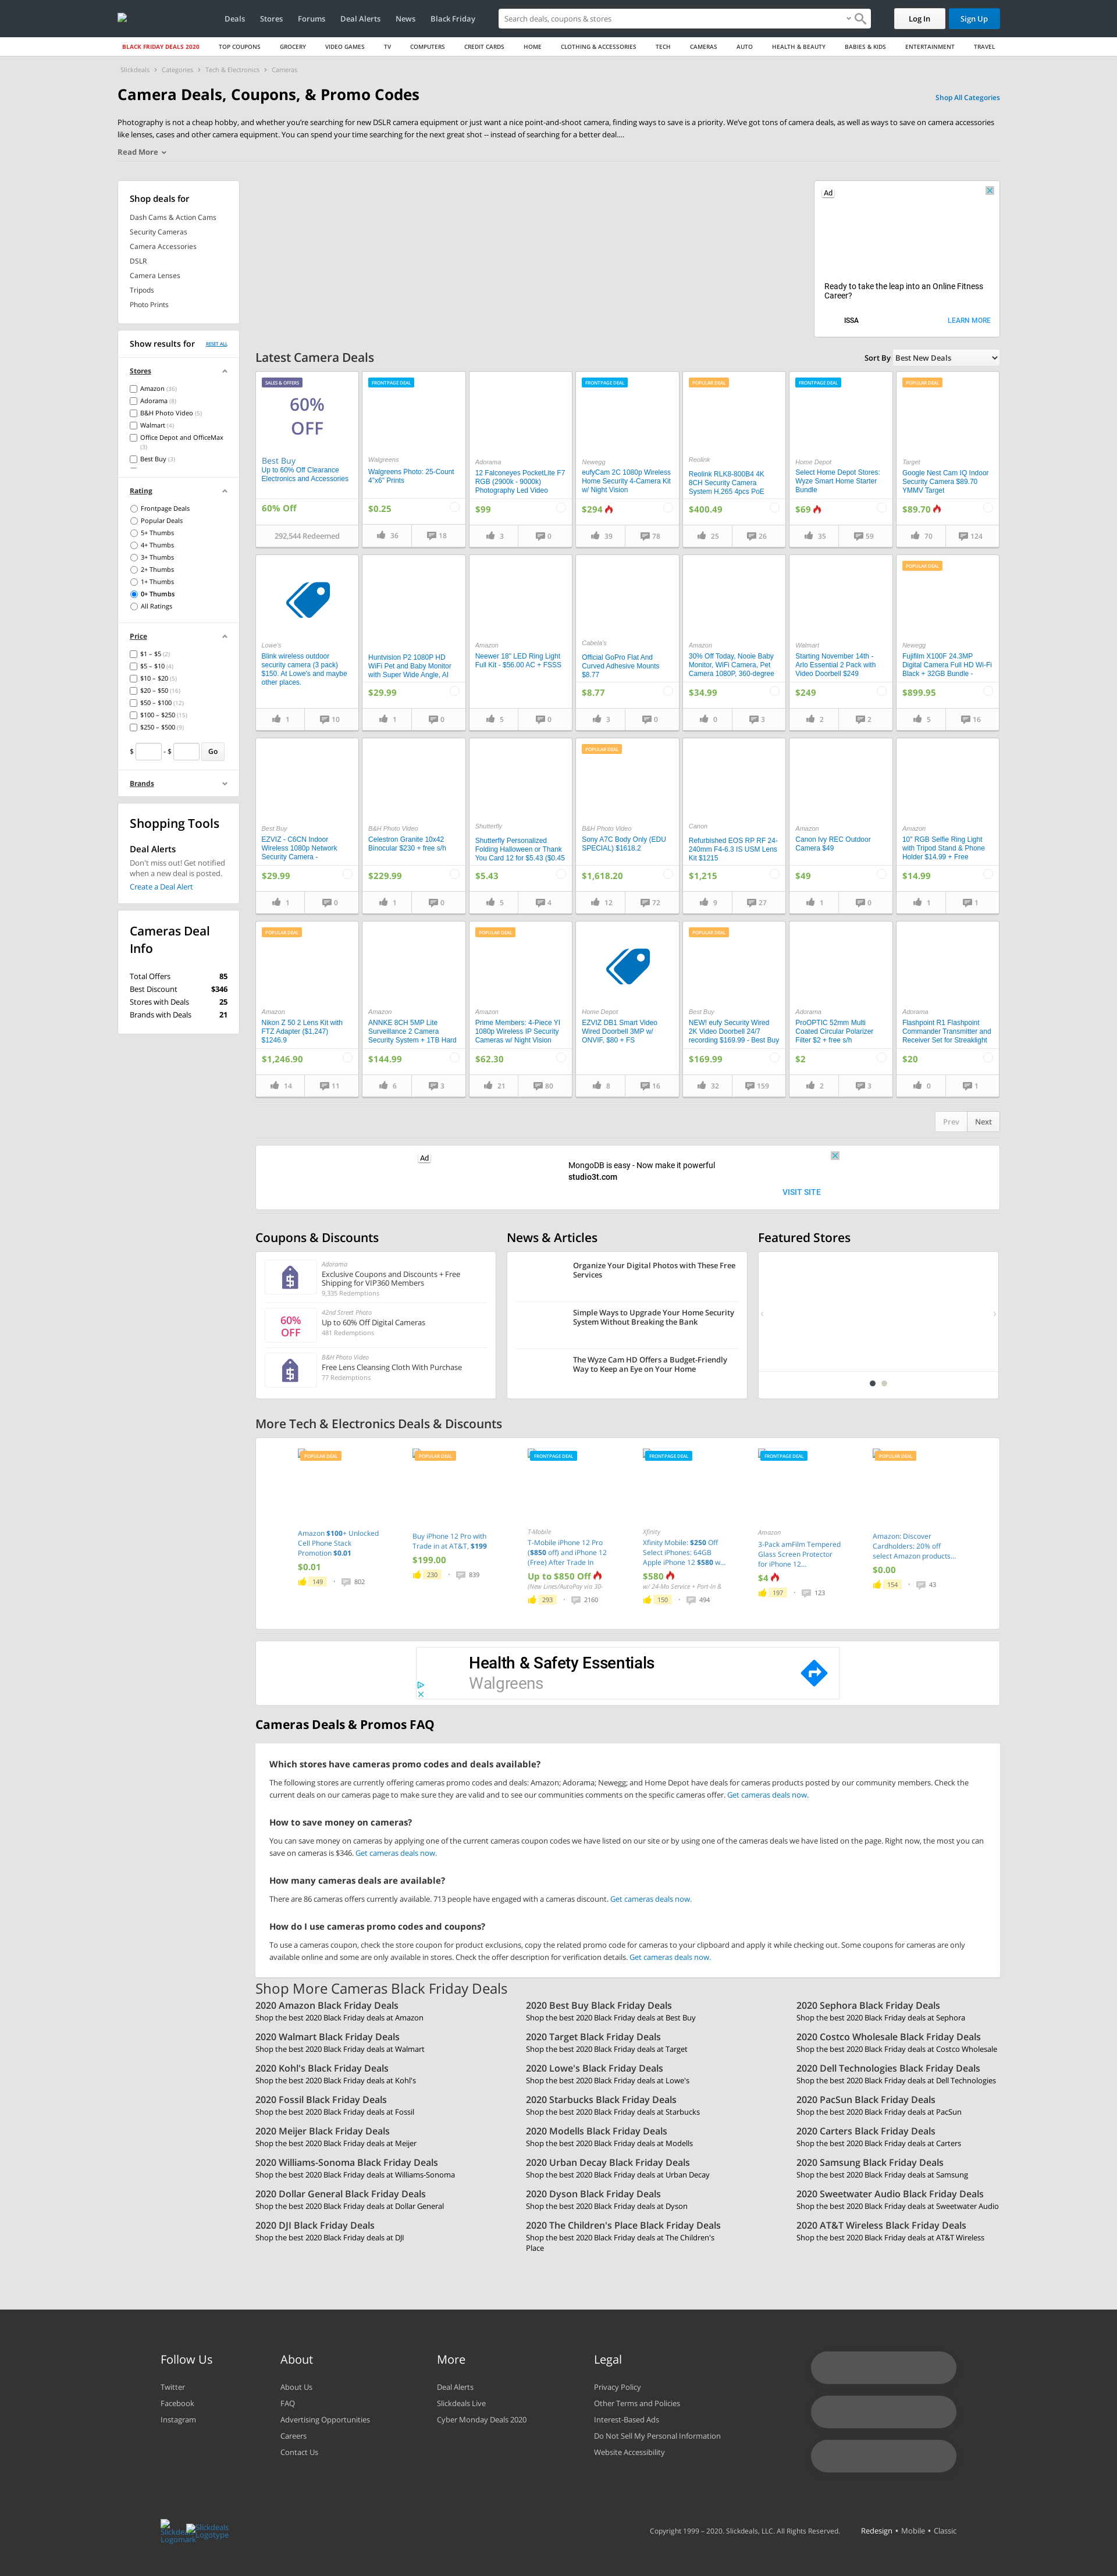 Deals Stores Forums Deal Alerts News Black Friday Search deals, coupons & stores Log In Sign Up
BLACK FRIDAY DEALS 2020 TOP COUPONS GROCERY VIDEO GAMES TV COMPUTERS CREDIT CARDS HOME CLOTHING & ACCESSORIES TECH CAMERAS AUTO HEALTH & BEAUTY BABIES & KIDS ENTERTAINMENT TRAVEL
Slickdeals > Categories > Tech & Electronics > Cameras
Camera Deals, Coupons, & Promo Codes
Shop All Categories
Photography is not a cheap hobby, and whether you're searching for new DSLR camera equipment or just want a nice point-and-shoot camera, finding ways to save is a priority. We've got tons of camera deals, as well as ways to save on camera accessories
like lenses, cases and other camera equipment. You can spend your time searching for the next great shot -- instead of searching for a better deal....
Read More
Shop deals for
Dash Cams & Action Cams
Security Cameras
Camera Accessories
DSLR
Camera Lenses
Tripods
Photo Prints
Show results for RESET ALL
Stores
Amazon (36)
Adorama (8)
B&H Photo Video (5)
Walmart (4)
Office Depot and OfficeMax
(3)
Best Buy (3)
Rating
Frontpage Deals
Popular Deals
5+ Thumbs
4+ Thumbs
3+ Thumbs
2+ Thumbs
1+ Thumbs
0+ Thumbs
All Ratings
Price
$1 – $5 (2)
$5 – $10 (4)
$10 – $20 (5)
$20 – $50 (16)
$50 – $100 (12)
$100 – $250 (15)
$250 – $500 (9)
$ - $ Go
Brands
Shopping Tools
Deal Alerts
Don't miss out! Get notified
when a new deal is posted.
Create a Deal Alert
Cameras Deal
Info
Total Offers 85
Best Discount $346
Stores with Deals 25
Brands with Deals 21
Ad
Ready to take the leap into an Online Fitness
Career?
ISSA LEARN MORE
Latest Camera Deals
Sort By Best New Deals
SALES & OFFERS
60%
OFF
Best Buy
Up to 60% Off Clearance
Electronics and Accessories
60% Off
292,544 Redeemed
FRONTPAGE DEAL
Walgreens
Walgreens Photo: 25-Count
4"x6" Prints
$0.25
36 18
Adorama
12 Falconeyes PocketLite F7
RGB (2900k - 9000k)
Photography Led Video
$99
3 0
FRONTPAGE DEAL
Newegg
eufyCam 2C 1080p Wireless
Home Security 4-Camera Kit
w/ Night Vision
$294
39 78
POPULAR DEAL
Reolink
Reolink RLK8-800B4 4K
8CH Security Camera
System H.265 4pcs PoE
$400.49
25 26
FRONTPAGE DEAL
Home Depot
Select Home Depot Stores:
Wyze Smart Home Starter
Bundle
$69
35 59
POPULAR DEAL
Target
Google Nest Cam IQ Indoor
Security Camera $89.70
YMMV Target
$89.70
70 124
Lowe's
Blink wireless outdoor
security camera (3 pack)
$150. At Lowe's and maybe
other places.
1 10
Huntvision P2 1080P HD
WiFi Pet and Baby Monitor
with Super Wide Angle, AI
$29.99
1 0
Amazon
Neewer 18" LED Ring Light
Full Kit - $56.00 AC + FSSS
5 0
Cabela's
Official GoPro Flat And
Curved Adhesive Mounts
$8.77
$8.77
3 0
Amazon
30% Off Today, Nooie Baby
Monitor, WiFi Camera, Pet
Camera 1080P, 360-degree
$34.99
0 3
Walmart
Starting November 14th -
Arlo Essential 2 Pack with
Video Doorbell $249
$249
2 2
POPULAR DEAL
Newegg
Fujifilm X100F 24.3MP
Digital Camera Full HD Wi-Fi
Black + 32GB Bundle -
$899.95
5 16
Best Buy
EZVIZ - C6CN Indoor
Wireless 1080p Network
Security Camera -
$29.99
1 0
B&H Photo Video
Celestron Granite 10x42
Binocular $230 + free s/h
$229.99
1 0
Shutterfly
Shutterfly Personalized
Folding Halloween or Thank
You Card 12 for $5.43 ($0.45
$5.43
5 4
POPULAR DEAL
B&H Photo Video
Sony A7C Body Only (EDU
SPECIAL) $1618.2
$1,618.20
12 72
Canon
Refurbished EOS RP RF 24-
240mm F4-6.3 IS USM Lens
Kit $1215
$1,215
9 27
Amazon
Canon Ivy REC Outdoor
Camera $49
$49
1 0
Amazon
10" RGB Selfie Ring Light
with Tripod Stand & Phone
Holder $14.99 + Free
$14.99
1 1
POPULAR DEAL
Amazon
Nikon Z 50 2 Lens Kit with
FTZ Adapter ($1,247)
$1246.9
$1,246.90
14 11
Amazon
ANNKE 8CH 5MP Lite
Surveillance 2 Camera
Security System + 1TB Hard
$144.99
6 3
POPULAR DEAL
Amazon
Prime Members: 4-Piece YI
1080p Wireless IP Security
Cameras w/ Night Vision
$62.30
21 80
Home Depot
EZVIZ DB1 Smart Video
Wired Doorbell 3MP w/
ONVIF, $80 + FS
8 16
POPULAR DEAL
Best Buy
NEW! eufy Security Wired
2K Video Doorbell 24/7
recording $169.99 - Best Buy
$169.99
32 159
Adorama
ProOPTIC 52mm Multi
Coated Circular Polarizer
Filter $2 + free s/h
$2
2 3
Adorama
Flashpoint R1 Flashpoint
Commander Transmitter and
Receiver Set for Streaklight
$20
0 1
Prev Next
Ad
MongoDB is easy - Now make it powerful
studio3t.com
VISIT SITE
Coupons & Discounts
Adorama
Exclusive Coupons and Discounts + Free
Shipping for VIP360 Members
9,335 Redemptions
60%
OFF
42nd Street Photo
Up to 60% Off Digital Cameras
481 Redemptions
B&H Photo Video
Free Lens Cleansing Cloth With Purchase
77 Redemptions
News & Articles
Organize Your Digital Photos with These Free
Services
Simple Ways to Upgrade Your Home Security
System Without Breaking the Bank
The Wyze Cam HD Offers a Budget-Friendly
Way to Keep an Eye on Your Home
Featured Stores
More Tech & Electronics Deals & Discounts
POPULAR DEAL
Amazon $100+ Unlocked
Cell Phone Stack
Promotion $0.01
$0.01
149 · 802
POPULAR DEAL
Buy iPhone 12 Pro with
Trade in at AT&T, $199
$199.00
230 · 839
FRONTPAGE DEAL
T-Mobile
T-Mobile iPhone 12 Pro
($850 off) and iPhone 12
(Free) After Trade In
Up to $850 Off
(New Lines/AutoPay via 30-
293 · 2160
FRONTPAGE DEAL
Xfinity
Xfinity Mobile: $250 Off
Select iPhones: 64GB
Apple iPhone 12 $580 w...
$580
w/ 24-Mo Service + Port-In &
150 · 494
FRONTPAGE DEAL
Amazon
3-Pack amFilm Tempered
Glass Screen Protector
for iPhone 12...
$4
197 · 123
POPULAR DEAL
Amazon: Discover
Cardholders: 20% off
select Amazon products...
$0.00
154 · 43
Health & Safety Essentials
Walgreens
Cameras Deals & Promos FAQ
Which stores have cameras promo codes and deals available?
The following stores are currently offering cameras promo codes and deals: Amazon; Adorama; Newegg; and Home Depot have deals for cameras products posted by our community members. Check the
current deals on our cameras page to make sure they are valid and to see our communities comments on the specific cameras offer. Get cameras deals now.
How to save money on cameras?
You can save money on cameras by applying one of the current cameras coupon codes we have listed on our site or by using one of the cameras deals we have listed on the page. Right now, the most you can
save on cameras is $346. Get cameras deals now.
How many cameras deals are available?
There are 86 cameras offers currently available. 713 people have engaged with a cameras discount. Get cameras deals now.
How do I use cameras promo codes and coupons?
To use a cameras coupon, check the store coupon for product exclusions, copy the related promo code for cameras to your clipboard and apply it while checking out. Some coupons for cameras are only
available online and some are only available in stores. Check the offer description for verification details. Get cameras deals now.
Shop More Cameras Black Friday Deals
2020 Amazon Black Friday Deals
Shop the best 2020 Black Friday deals at Amazon
2020 Best Buy Black Friday Deals
Shop the best 2020 Black Friday deals at Best Buy
2020 Sephora Black Friday Deals
Shop the best 2020 Black Friday deals at Sephora
2020 Walmart Black Friday Deals
Shop the best 2020 Black Friday deals at Walmart
2020 Target Black Friday Deals
Shop the best 2020 Black Friday deals at Target
2020 Costco Wholesale Black Friday Deals
Shop the best 2020 Black Friday deals at Costco Wholesale
2020 Kohl's Black Friday Deals
Shop the best 2020 Black Friday deals at Kohl's
2020 Lowe's Black Friday Deals
Shop the best 2020 Black Friday deals at Lowe's
2020 Dell Technologies Black Friday Deals
Shop the best 2020 Black Friday deals at Dell Technologies
2020 Fossil Black Friday Deals
Shop the best 2020 Black Friday deals at Fossil
2020 Starbucks Black Friday Deals
Shop the best 2020 Black Friday deals at Starbucks
2020 PacSun Black Friday Deals
Shop the best 2020 Black Friday deals at PacSun
2020 Meijer Black Friday Deals
Shop the best 2020 Black Friday deals at Meijer
2020 Modells Black Friday Deals
Shop the best 2020 Black Friday deals at Modells
2020 Carters Black Friday Deals
Shop the best 2020 Black Friday deals at Carters
2020 Williams-Sonoma Black Friday Deals
Shop the best 2020 Black Friday deals at Williams-Sonoma
2020 Urban Decay Black Friday Deals
Shop the best 2020 Black Friday deals at Urban Decay
2020 Samsung Black Friday Deals
Shop the best 2020 Black Friday deals at Samsung
2020 Dollar General Black Friday Deals
Shop the best 2020 Black Friday deals at Dollar General
2020 Dyson Black Friday Deals
Shop the best 2020 Black Friday deals at Dyson
2020 Sweetwater Audio Black Friday Deals
Shop the best 2020 Black Friday deals at Sweetwater Audio
2020 DJI Black Friday Deals
Shop the best 2020 Black Friday deals at DJI
2020 The Children's Place Black Friday Deals
Shop the best 2020 Black Friday deals at The Children's
Place
2020 AT&T Wireless Black Friday Deals
Shop the best 2020 Black Friday deals at AT&T Wireless
Follow Us
Twitter
Facebook
Instagram
About
About Us
FAQ
Advertising Opportunities
Careers
Contact Us
More
Deal Alerts
Slickdeals Live
Cyber Monday Deals 2020
Legal
Privacy Policy
Other Terms and Policies
Interest-Based Ads
Do Not Sell My Personal Information
Website Accessibility
Slickdeals
Logomark
Slickdeals
Logotype
Copyright 1999 – 2020. Slickdeals, LLC. All Rights Reserved. Redesign • Mobile • Classic